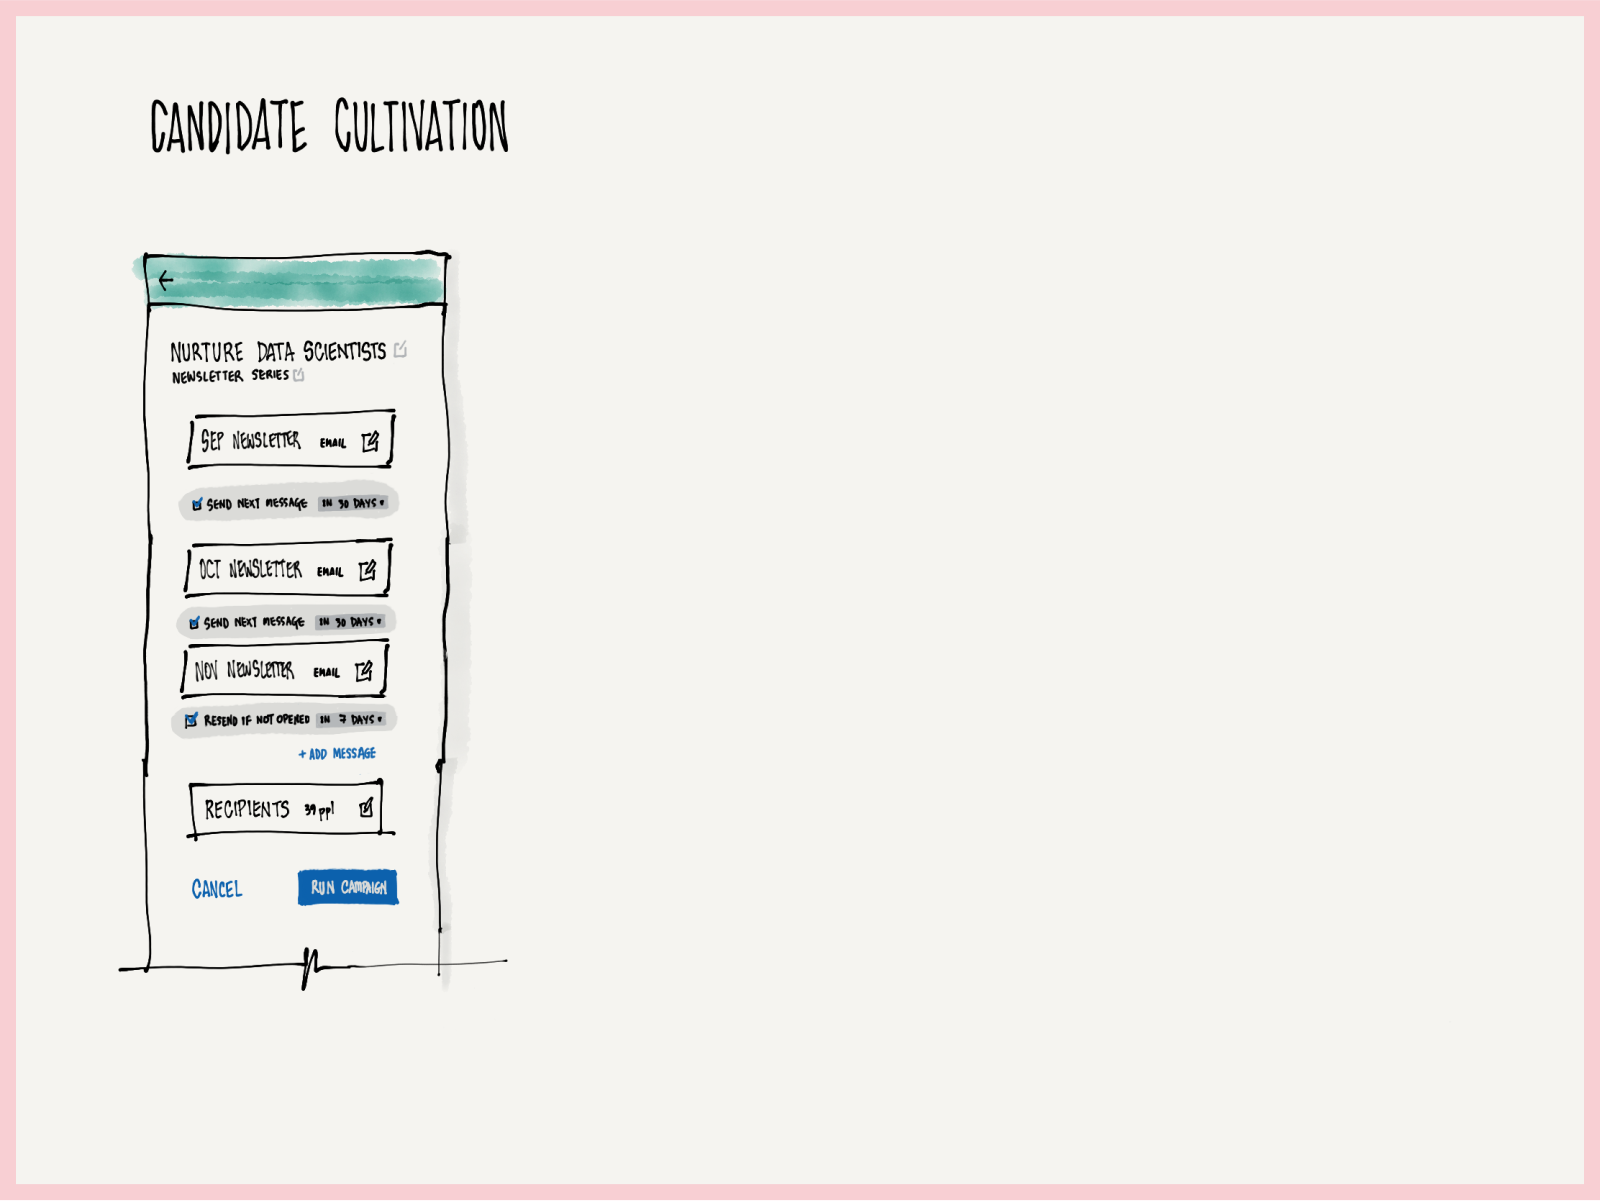 CANDIDATE CULTIVATION
NURTURE DATA SCIENTISTS
NEWSLETTER SERIES
SEP NEWSLETTER EMAIL
SEND NEXT MESSAGE IN 30 DAYS
OCT NEWSLETTER EMAIL
SEND NEXT MESSAGE IN 30 DAYS
NOV NEWSLETTER EMAIL
RESEND IF NOT OPENED IN 7 DAYS
+ ADD MESSAGE
RECIPIENTS 39 ppl
CANCEL RUN CAMPAIGN